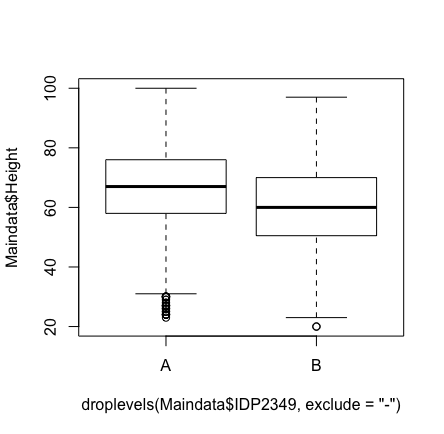 Maindata$Height
100
80
60
40
20
A B
droplevels(Maindata$IDP2349, exclude = "-")